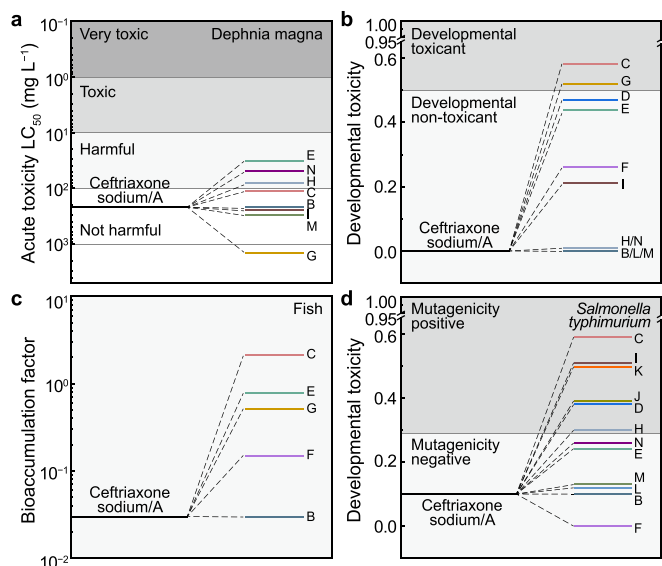 a
Acute toxicity LC50 (mg L−1)
10−1
100
101
102
103
Very toxic
Dephnia magna
Toxic
Harmful
Ceftriaxone
sodium/A
Not harmful
E
N
H
C
B
I
M
G
b
Developmental toxicity
1.00
0.95
0.6
0.4
0.2
0.0
Developmental
toxicant
Developmental
non-toxicant
Ceftriaxone
sodium/A
C
G
D
E
F
I
H/N
B/L/M
c
Bioaccumulation factor
101
100
10−1
10−2
Fish
Ceftriaxone
sodium/A
C
E
G
F
B
d
Developmental toxicity
1.00
0.95
0.6
0.4
0.2
0.0
Mutagenicity
positive
Salmonella
typhimurium
Mutagenicity
negative
Ceftriaxone
sodium/A
C
I
K
J
D
H
N
E
M
L
B
F